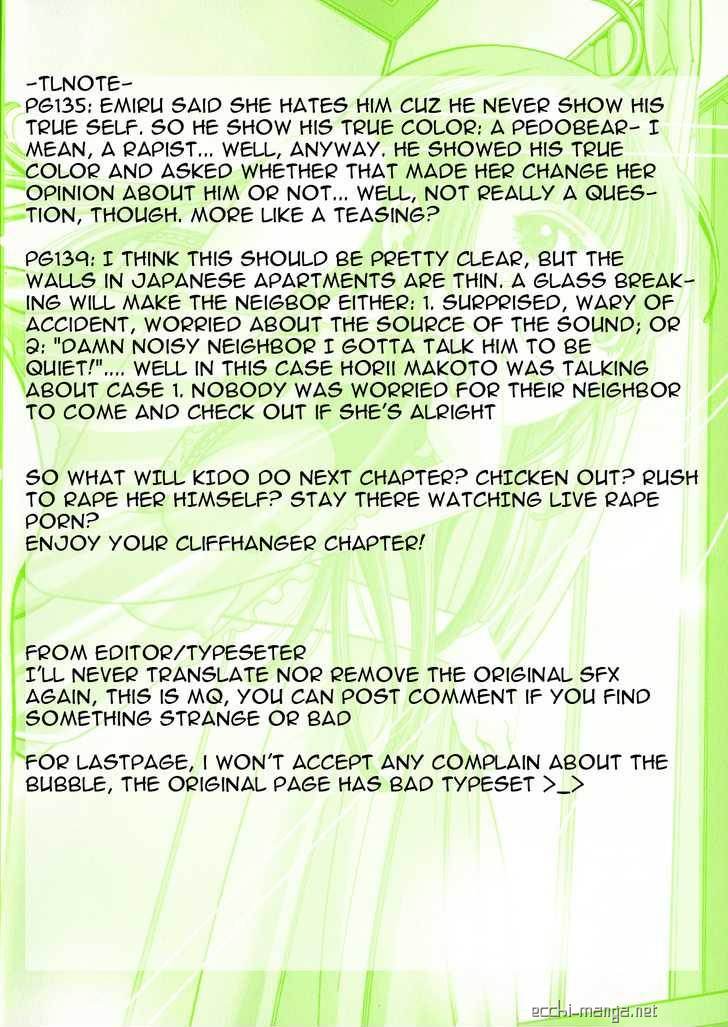 -TLNOTE-
PG135: EMIRU SAID SHE HATES HIM CUZ HE NEVER SHOW HIS
TRUE SELF. SO HE SHOW HIS TRUE COLOR: A PEDOBEAR- I
MEAN, A RAPIST... WELL, ANYWAY. HE SHOWED HIS TRUE
COLOR AND ASKED WHETHER THAT MADE HER CHANGE HER
OPINION ABOUT HIM OR NOT... WELL, NOT REALLY A QUES-
TION, THOUGH. MORE LIKE A TEASING?
PG139: I THINK THIS SHOULD BE PRETTY CLEAR, BUT THE
WALLS IN JAPANESE APARTMENTS ARE THIN. A GLASS BREAK-
ING WILL MAKE THE NEIGBOR EITHER: 1. SURPRISED, WARY OF
ACCIDENT, WORRIED ABOUT THE SOURCE OF THE SOUND; OR
2: "DAMN NOISY NEIGHBOR I GOTTA TALK HIM TO BE
QUIET!".... WELL IN THIS CASE HORII MAKOTO WAS TALKING
ABOUT CASE 1. NOBODY WAS WORRIED FOR THEIR NEIGHBOR
TO COME AND CHECK OUT IF SHE'S ALRIGHT
SO WHAT WILL KIDO DO NEXT CHAPTER? CHICKEN OUT? RUSH
TO RAPE HER HIMSELF? STAY THERE WATCHING LIVE RAPE
PORN?
ENJOY YOUR CLIFFHANGER CHAPTER!
FROM EDITOR/TYPESETER
I'LL NEVER TRANSLATE NOR REMOVE THE ORIGINAL SFX
AGAIN, THIS IS MQ, YOU CAN POST COMMENT IF YOU FIND
SOMETHING STRANGE OR BAD
FOR LASTPAGE, I WON'T ACCEPT ANY COMPLAIN ABOUT THE
BUBBLE, THE ORIGINAL PAGE HAS BAD TYPESET >_>
ecchi-manga.net